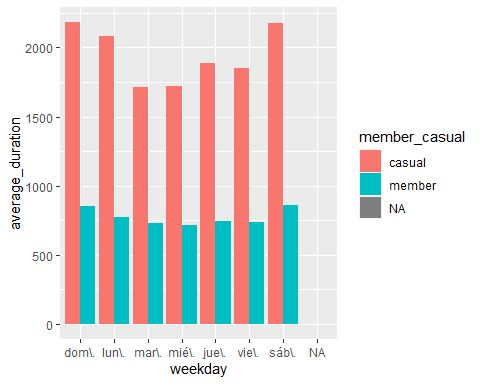 average_duration
2000
1500
1000
500
0
dom\. lun\. mar\. mié\. jue\. vie\. sáb\. NA
weekday
member_casual
casual
member
NA